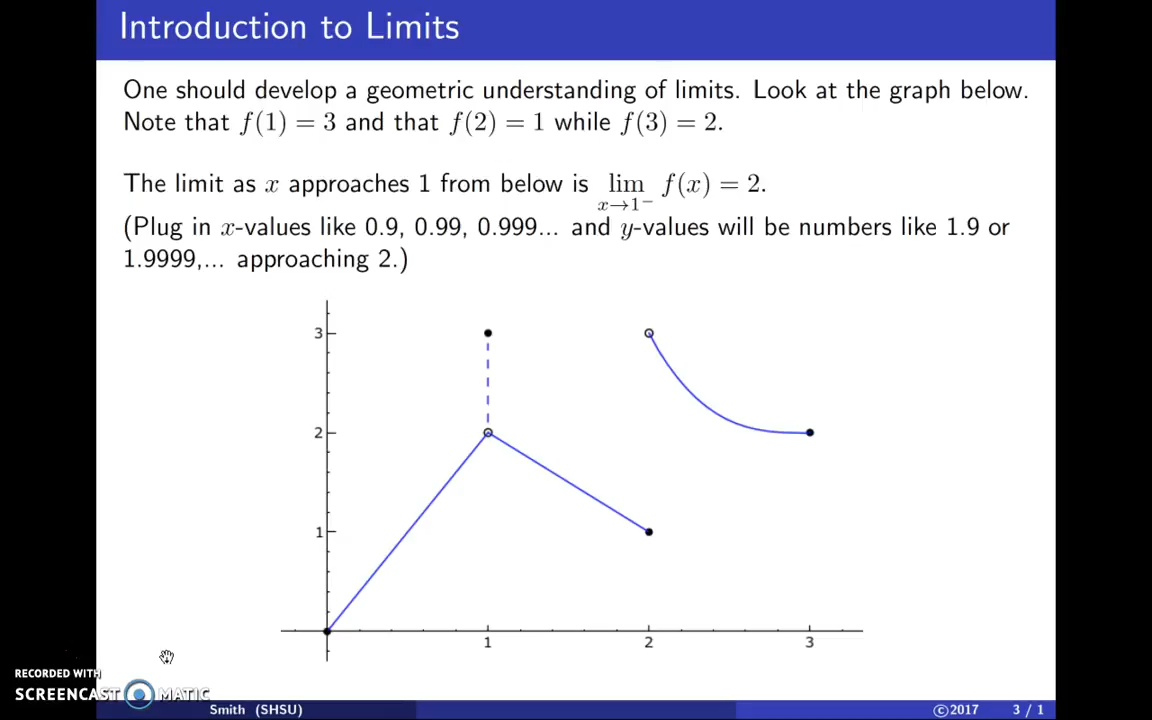 Introduction to Limits
One should develop a geometric understanding of limits. Look at the graph below.
Note that f(1) = 3 and that f(2) = 1 while f(3) = 2.
The limit as x approaches 1 from below is lim f(x) = 2.
x→1⁻
(Plug in x-values like 0.9, 0.99, 0.999... and y-values will be numbers like 1.9 or
1.9999,... approaching 2.)
3
2
1
1 2 3
RECORDED WITH
SCREENCAST MATIC
Smith (SHSU) ©2017 3 / 1